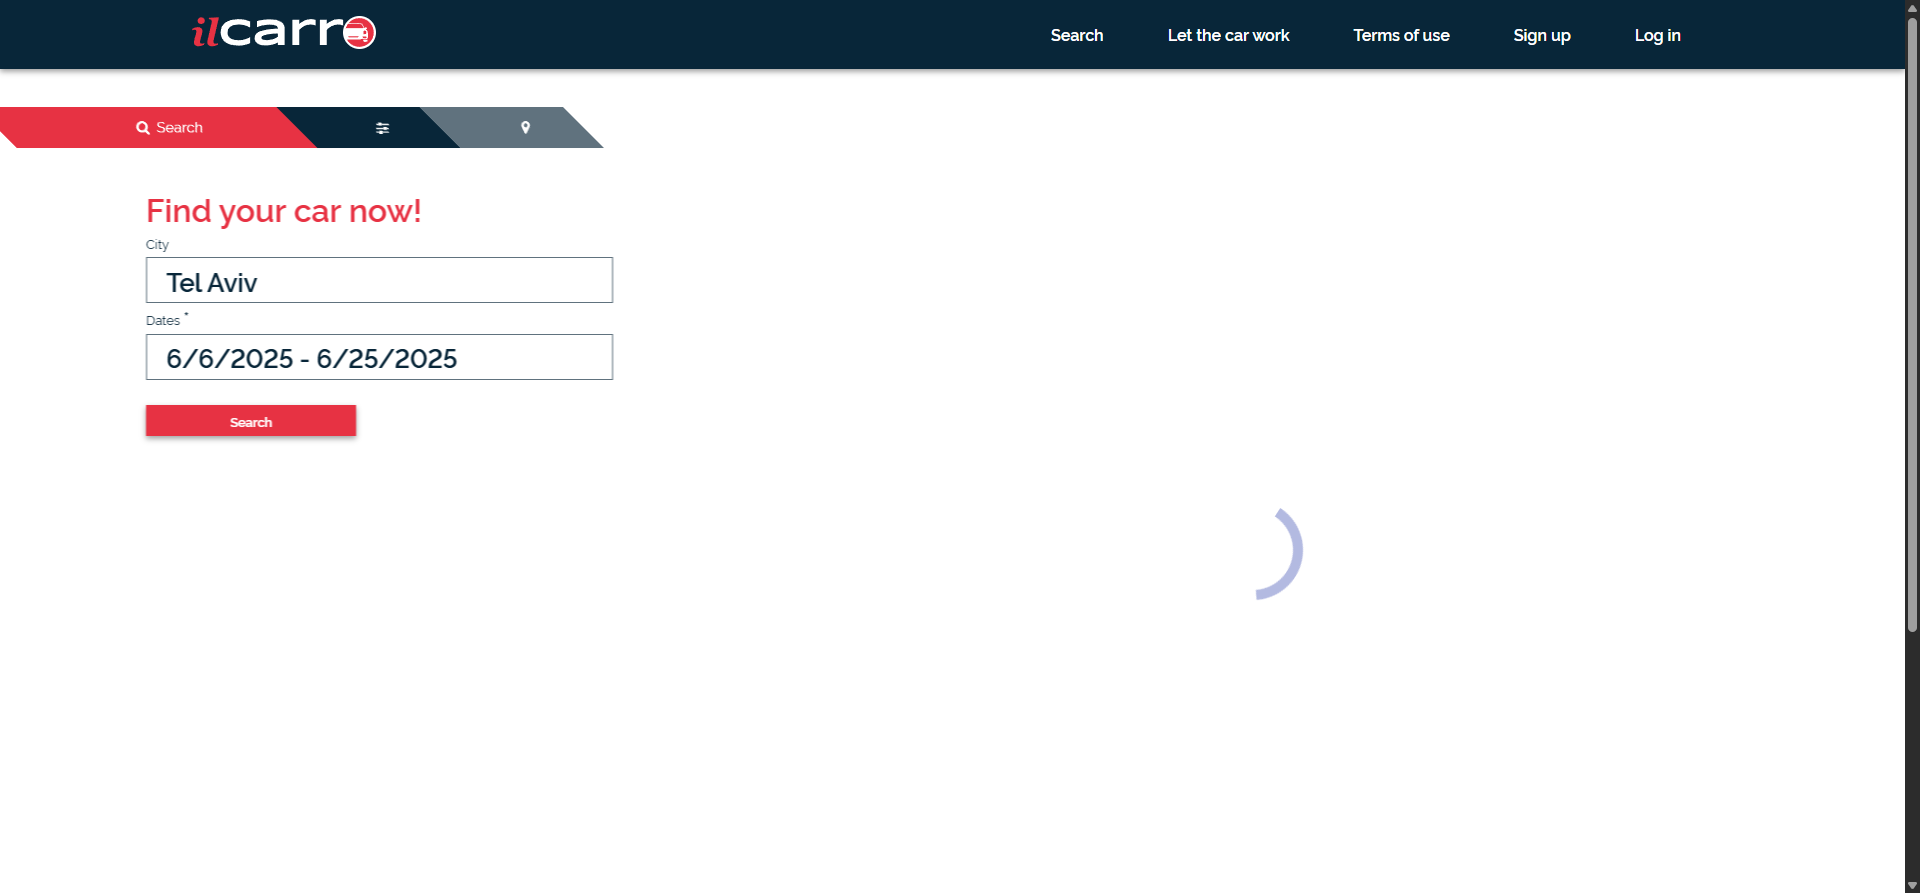 ilcarro
Search
Let the car work
Terms of use
Sign up
Log in
Search
Find your car now!
City
Tel Aviv
Dates *
6/6/2025 - 6/25/2025
Search